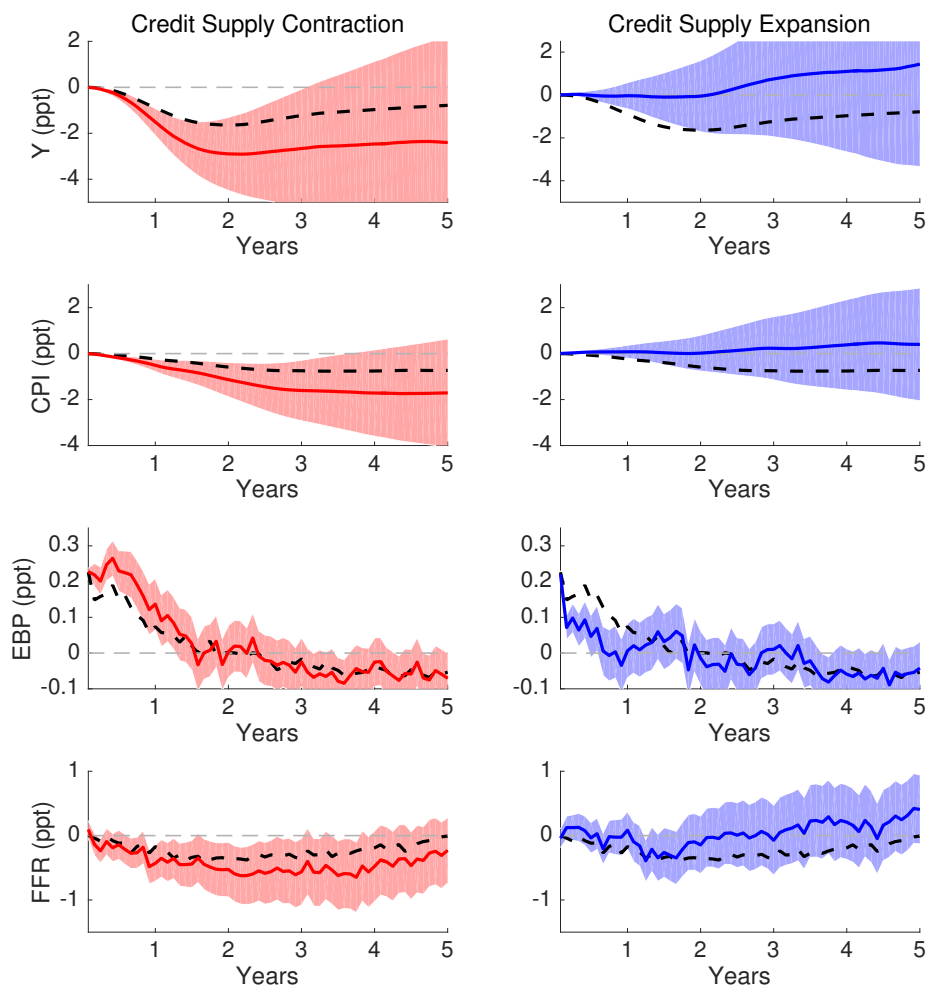 Credit Supply Contraction
Credit Supply Expansion
2
0
-2
-4
Y (ppt)
1 2 3 4 5
Years
2
0
-2
-4
1 2 3 4 5
Years
2
0
-2
-4
CPI (ppt)
1 2 3 4 5
Years
2
0
-2
-4
1 2 3 4 5
Years
0.3
0.2
0.1
0
-0.1
EBP (ppt)
1 2 3 4 5
Years
0.3
0.2
0.1
0
-0.1
1 2 3 4 5
Years
1
0
-1
FFR (ppt)
1 2 3 4 5
Years
1
0
-1
1 2 3 4 5
Years